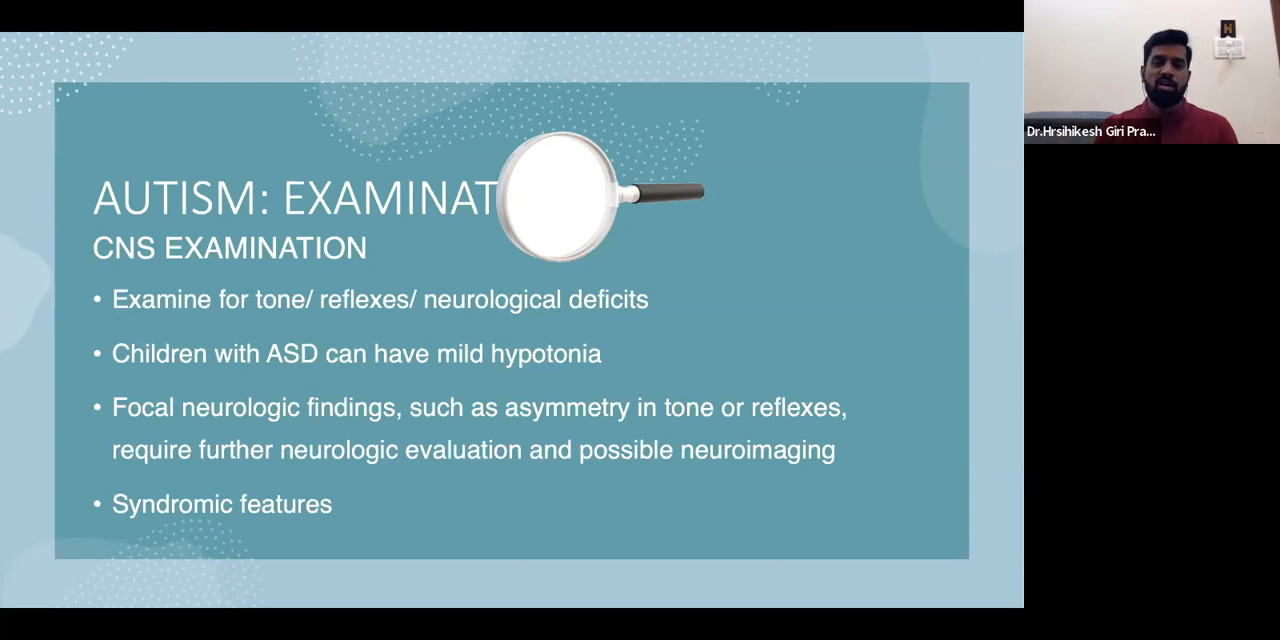 AUTISM: EXAMINAT
CNS EXAMINATION
• Examine for tone/ reflexes/ neurological deficits
• Children with ASD can have mild hypotonia
• Focal neurologic findings, such as asymmetry in tone or reflexes,
require further neurologic evaluation and possible neuroimaging
• Syndromic features
H
Dr.Hrsihikesh Giri Pra...